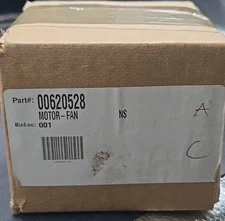 Part#: 00620528
MOTOR-FAN NS
BinLoc: 001
A
C